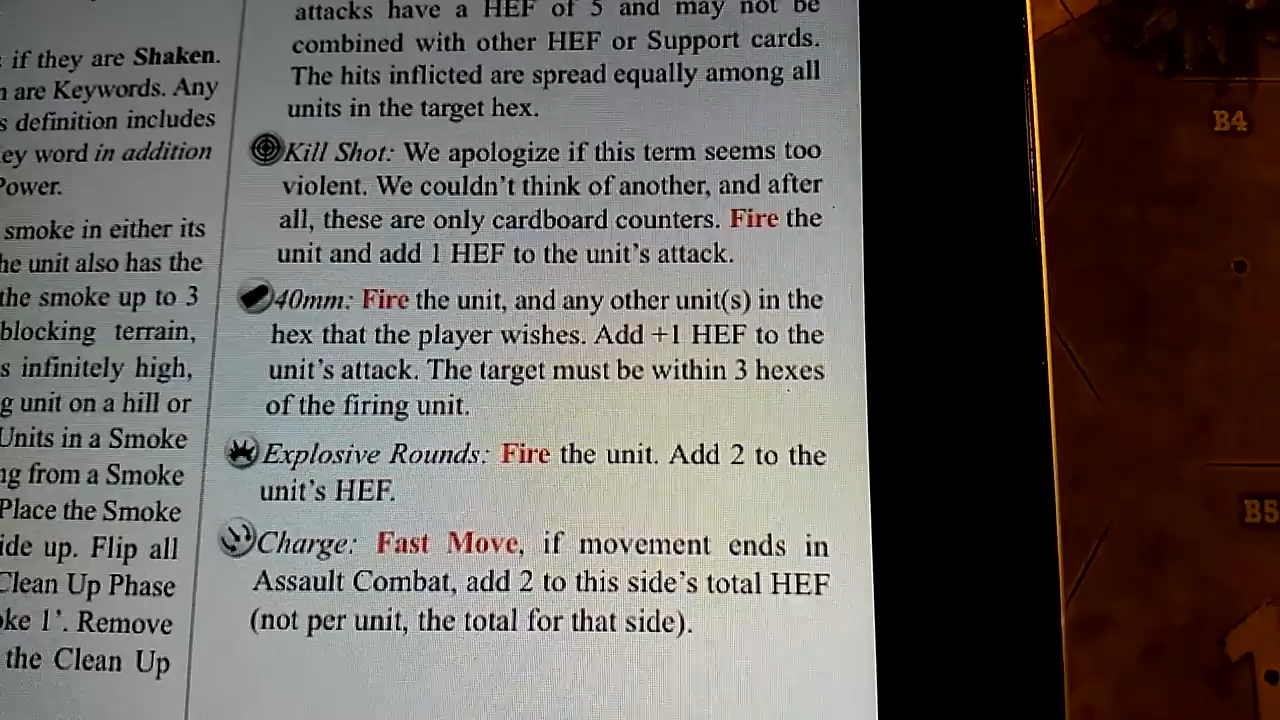 if they are Shaken.
are Keywords. Any
definition includes
word in addition
Power.
smoke in either its
unit also has the
the smoke up to 3
blocking terrain,
infinitely high,
unit on a hill or
Units in a Smoke
from a Smoke
Place the Smoke
up. Flip all
Clean Up Phase
1’. Remove
the Clean Up
attacks have a HEF of 5 and may not be
combined with other HEF or Support cards.
The hits inflicted are spread equally among all
units in the target hex.
Kill Shot: We apologize if this term seems too
violent. We couldn’t think of another, and after
all, these are only cardboard counters. Fire the
unit and add 1 HEF to the unit’s attack.
40mm: Fire the unit, and any other unit(s) in the
hex that the player wishes. Add +1 HEF to the
unit’s attack. The target must be within 3 hexes
of the firing unit.
Explosive Rounds: Fire the unit. Add 2 to the
unit’s HEF.
Charge: Fast Move, if movement ends in
Assault Combat, add 2 to this side’s total HEF
(not per unit, the total for that side).
B4
B5